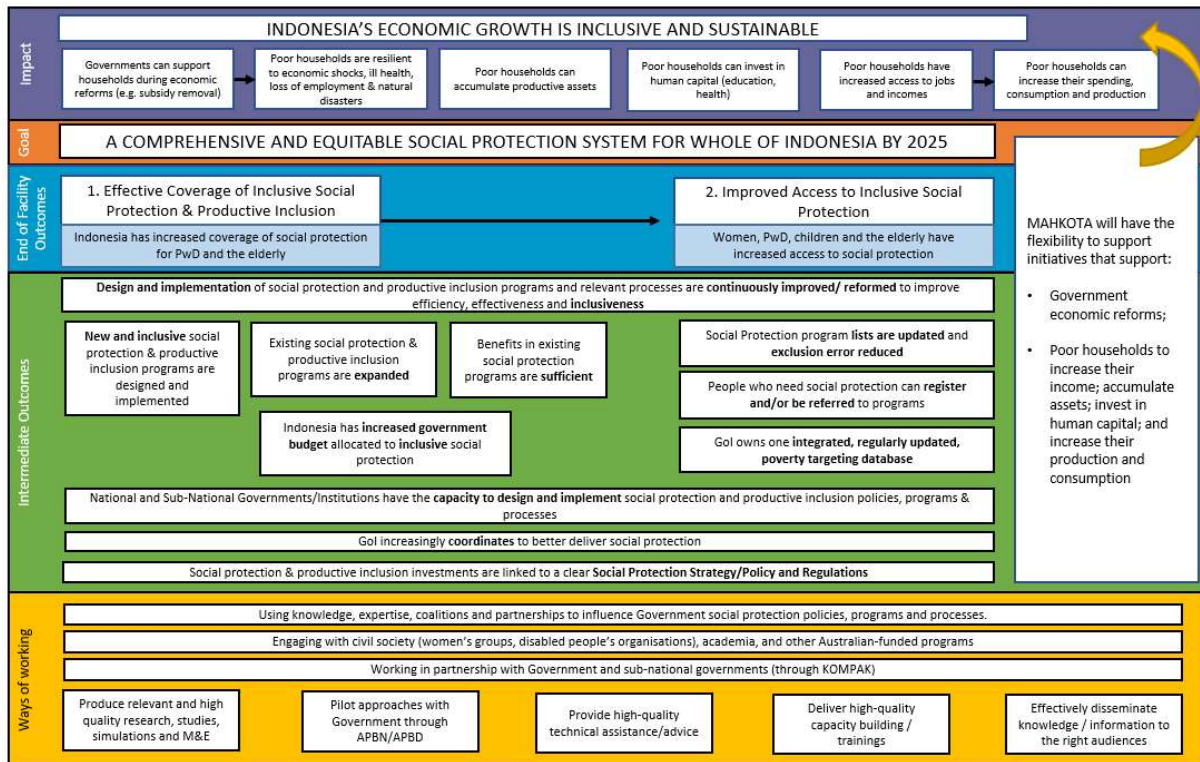 Impact
INDONESIA'S ECONOMIC GROWTH IS INCLUSIVE AND SUSTAINABLE
Governments can support
households during economic
reforms (e.g. subsidy removal)
Poor households are resilient
to economic shocks, ill health,
loss of employment & natural
disasters
Poor households can
accumulate productive assets
Poor households can invest in
human capital (education,
health)
Poor households have
increased access to jobs
and incomes
Poor households can
increase their spending,
consumption and production
Goal
A COMPREHENSIVE AND EQUITABLE SOCIAL PROTECTION SYSTEM FOR WHOLE OF INDONESIA BY 2025
End of Facility
Outcomes
1. Effective Coverage of Inclusive Social
Protection & Productive Inclusion
Indonesia has increased coverage of social protection
for PwD and the elderly
2. Improved Access to Inclusive Social
Protection
Women, PwD, children and the elderly have
increased access to social protection
MAHKOTA will have the
flexibility to support
initiatives that support:
• Government
economic reforms;
• Poor households to
increase their
income; accumulate
assets; invest in
human capital; and
increase their
production and
consumption
Intermediate Outcomes
Design and implementation of social protection and productive inclusion programs and relevant processes are continuously improved/ reformed to improve
efficiency, effectiveness and inclusiveness
New and inclusive social
protection & productive
inclusion programs are
designed and
implemented
Existing social protection &
productive inclusion
programs are expanded
Benefits in existing
social protection
programs are sufficient
Indonesia has increased government
budget allocated to inclusive social
protection
Social Protection program lists are updated and
exclusion error reduced
People who need social protection can register
and/or be referred to programs
GoI owns one integrated, regularly updated,
poverty targeting database
National and Sub-National Governments/Institutions have the capacity to design and implement social protection and productive inclusion policies, programs &
processes
GoI increasingly coordinates to better deliver social protection
Social protection & productive inclusion investments are linked to a clear Social Protection Strategy/Policy and Regulations
Ways of working
Using knowledge, expertise, coalitions and partnerships to influence Government social protection policies, programs and processes.
Engaging with civil society (women's groups, disabled people's organisations), academia, and other Australian-funded programs
Working in partnership with Government and sub-national governments (through KOMPAK)
Produce relevant and high
quality research, studies,
simulations and M&E
Pilot approaches with
Government through
APBN/APBD
Provide high-quality
technical assistance/advice
Deliver high-quality
capacity building /
trainings
Effectively disseminate
knowledge / information to
the right audiences